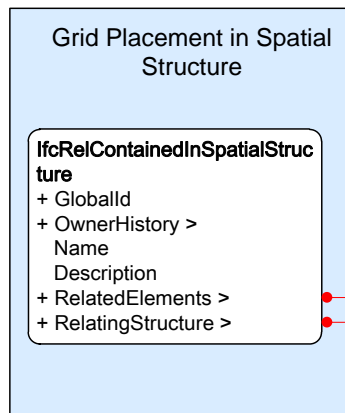 Grid Placement in Spatial
Structure
IfcRelContainedInSpatialStruc
ture
+ GlobalId
+ OwnerHistory >
Name
Description
+ RelatedElements >
+ RelatingStructure >